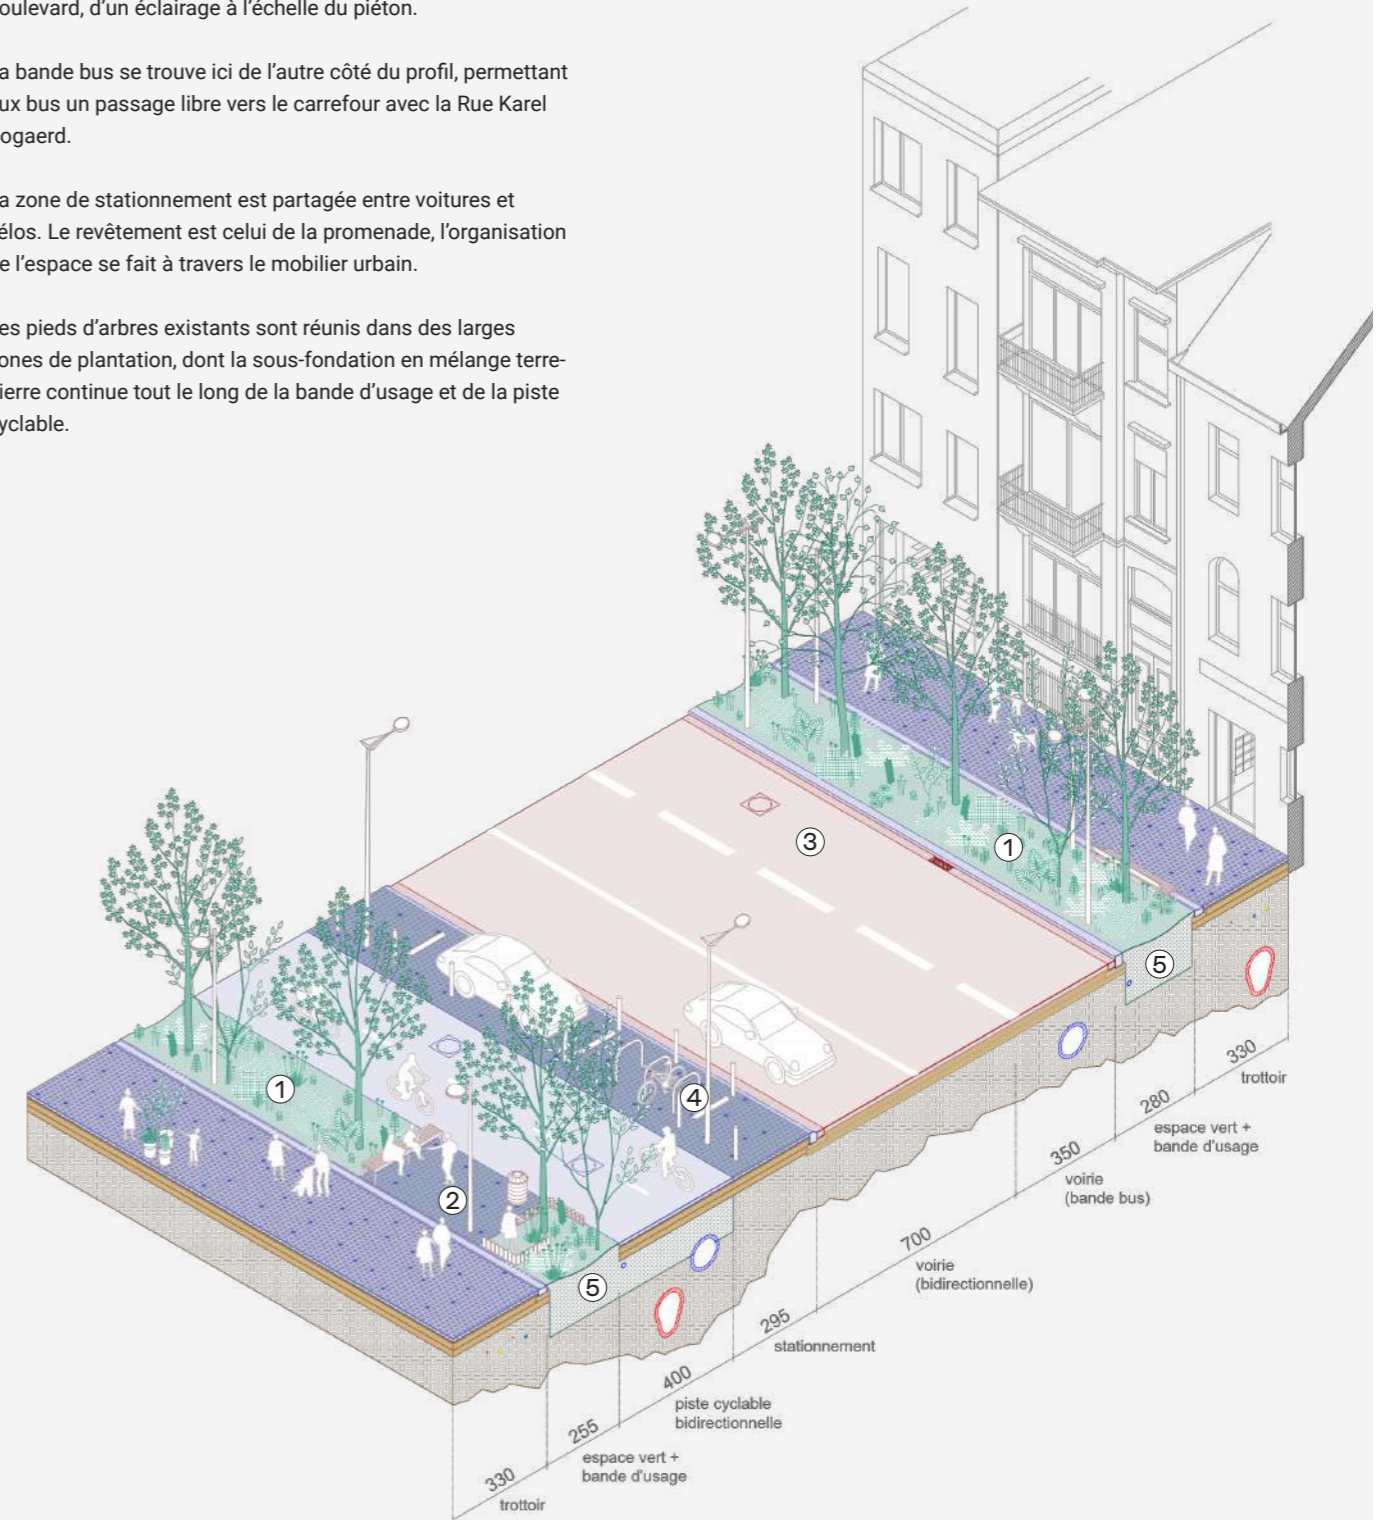 oulevard, d'un éclairage à l'échelle du piéton.
a bande bus se trouve ici de l'autre côté du profil, permettant
ux bus un passage libre vers le carrefour avec la Rue Karel
ogaerd.
a zone de stationnement est partagée entre voitures et
élos. Le revêtement est celui de la promenade, l'organisation
e l'espace se fait à travers le mobilier urbain.
es pieds d'arbres existants sont réunis dans des larges
ones de plantation, dont la sous-fondation en mélange terre-
ierre continue tout le long de la bande d'usage et de la piste
yclable.
3
1
5
4
1
2
5
330
trottoir
280
espace vert +
bande d'usage
350
voirie
(bande bus)
700
voirie
(bidirectionnelle)
295
stationnement
400
piste cyclable
bidirectionnelle
255
espace vert +
bande d'usage
330
trottoir